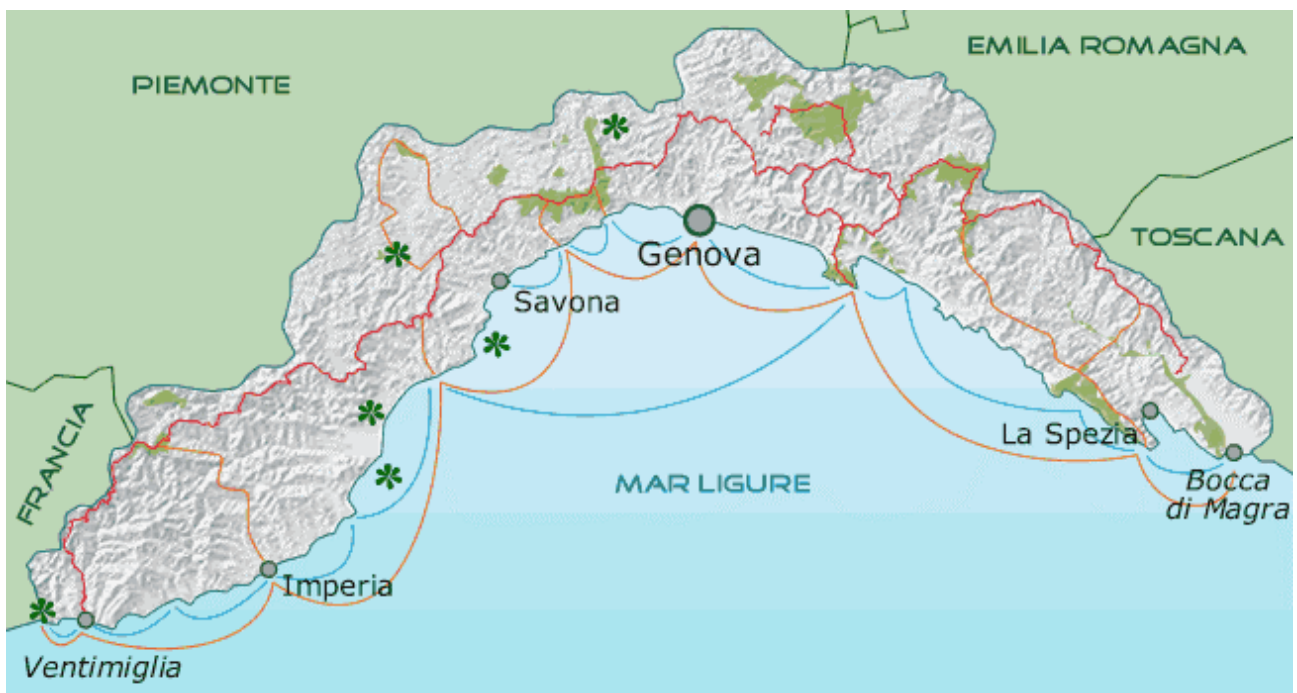 EMILIA ROMAGNA
PIEMONTE
TOSCANA
Genova
Savona
FRANCIA
La Spezia
MAR LIGURE
Bocca
di Magra
Imperia
Ventimiglia